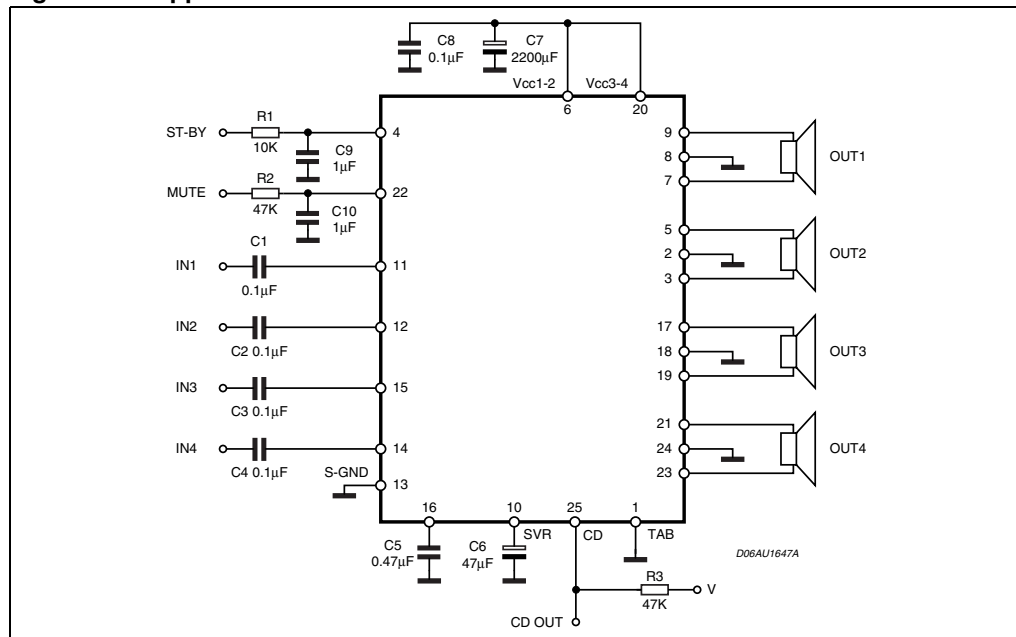 C8
0.1μF
C7
2200μF
Vcc1-2
Vcc3-4
6
20
ST-BY
R1
10K
4
C9
1μF
MUTE
R2
47K
22
C10
1μF
IN1
C1
0.1μF
11
IN2
C2 0.1μF
12
IN3
C3 0.1μF
15
IN4
C4 0.1μF
14
S-GND
13
9
8
7
OUT1
5
2
3
OUT2
17
18
19
OUT3
21
24
23
OUT4
16
10
25
1
SVR
CD
TAB
C5
0.47μF
C6
47μF
D06AU1647A
R3
47K
V
CD OUT